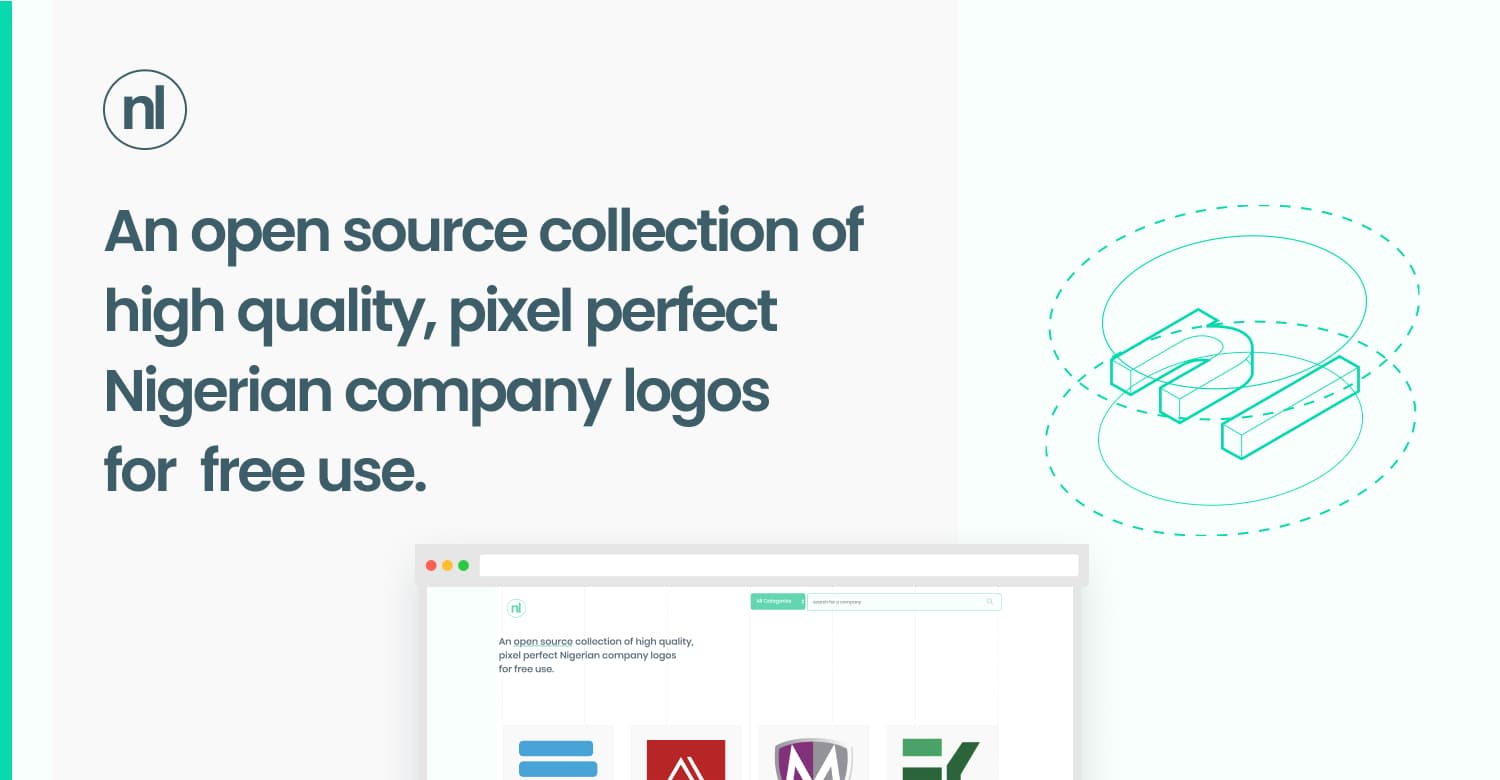 nl
An open source collection of
high quality, pixel perfect
Nigerian company logos
for  free use.
nl
All Categories
search for a company
An open source collection of high quality,
pixel perfect Nigerian company logos
for free use.